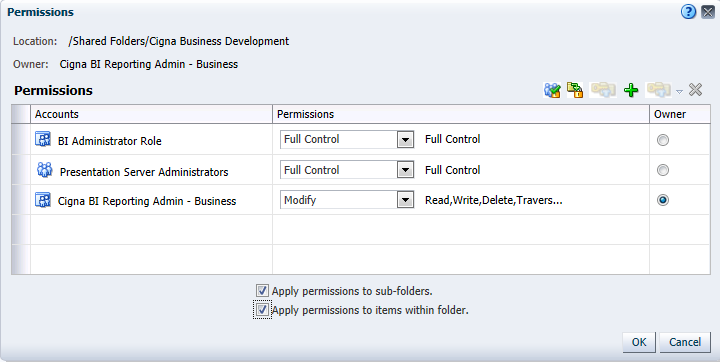 Permissions
?
Location: /Shared Folders/Cigna Business Development
Owner: Cigna BI Reporting Admin - Business
Permissions
Accounts Permissions Owner
BI Administrator Role Full Control Full Control
Presentation Server Administrators Full Control Full Control
Cigna BI Reporting Admin - Business Modify Read,Write,Delete,Travers...
Apply permissions to sub-folders.
Apply permissions to items within folder.
OK Cancel